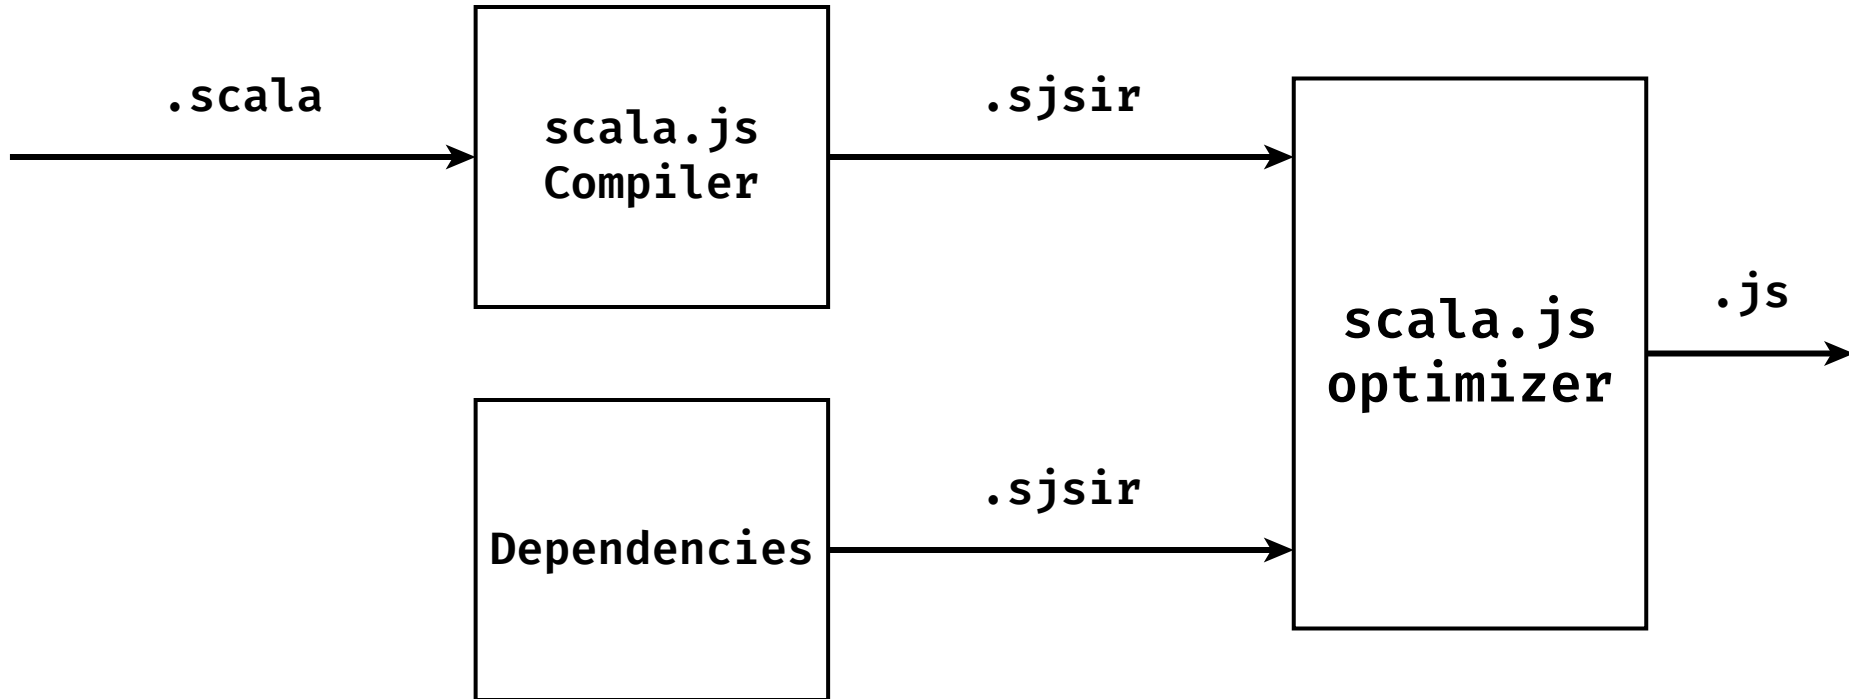 .scala
scala.js
Compiler
.sjsir
Dependencies
.sjsir
scala.js
optimizer
.js